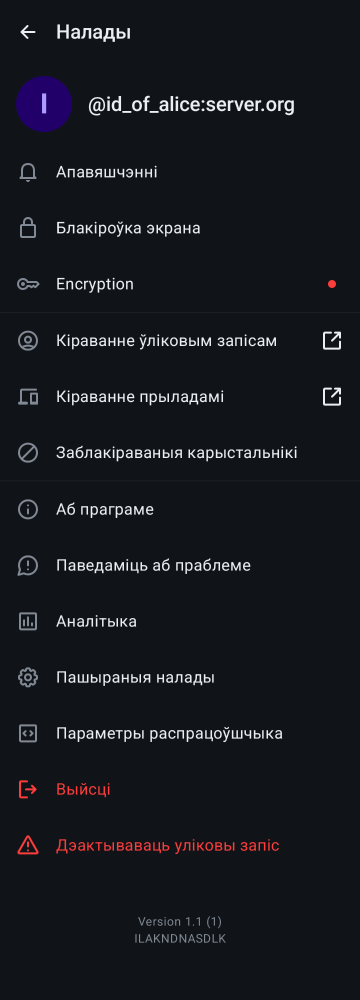 Налады
I
@id_of_alice:server.org
Апавяшчэнні
Блакіроўка экрана
Encryption
Кіраванне ўліковым запісам
Кіраванне прыладамі
Заблакіраваныя карыстальнікі
Аб праграме
Паведаміць аб праблеме
Аналітыка
Пашыраныя налады
Параметры распрацоўшчыка
Выйсці
Дэактываваць уліковы запіс
Version 1.1 (1)
ILAKNDNASDLK